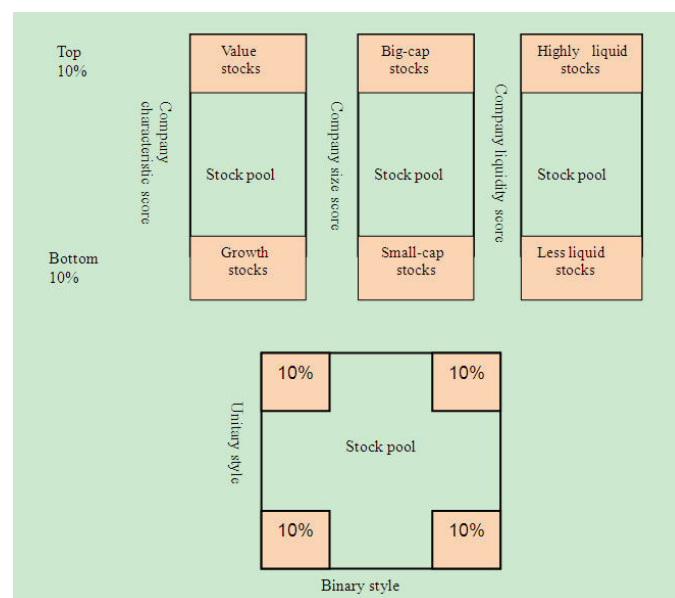 Top
10%
Value
stocks
Big-cap
stocks
Highly liquid
stocks
Company
characteristic score
Company size score
Company liquidity score
Stock pool
Stock pool
Stock pool
Bottom
10%
Growth
stocks
Small-cap
stocks
Less liquid
stocks
10%
10%
Unitary style
Stock pool
10%
10%
Binary style